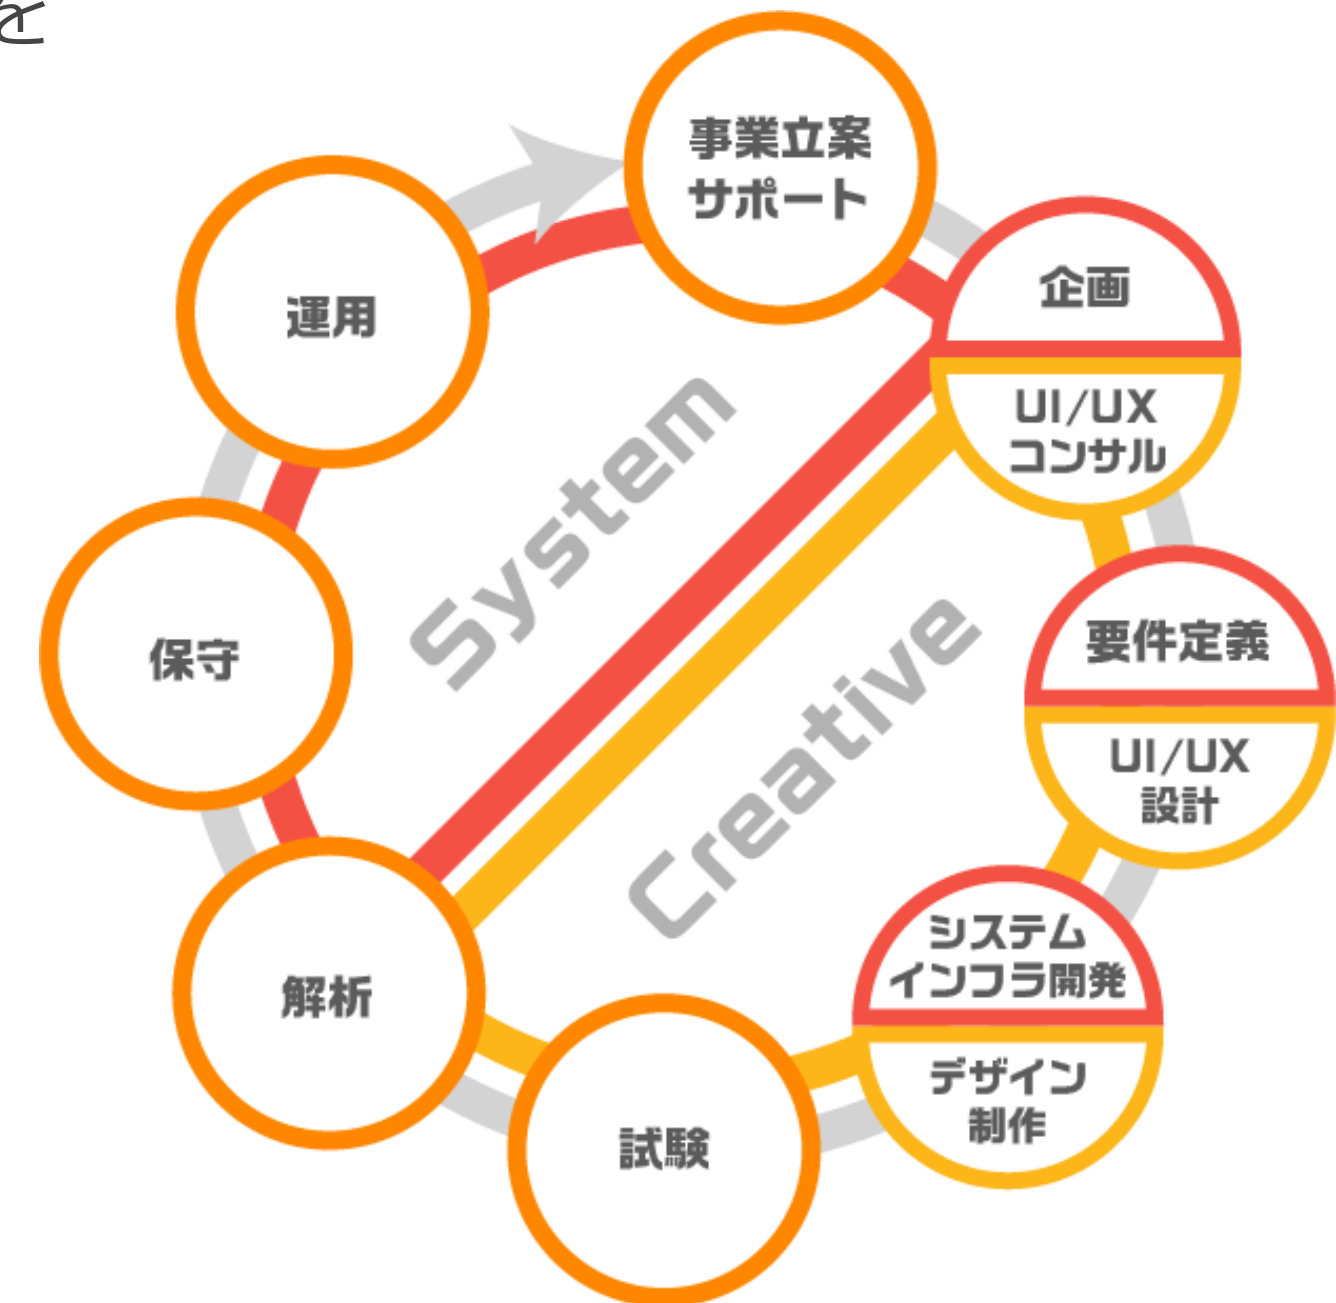 を
事業立案
サポート
企画
UI/UX
コンサル
要件定義
UI/UX
設計
システム
インフラ開発
デザイン
制作
試験
解析
保守
運用
System
Creative